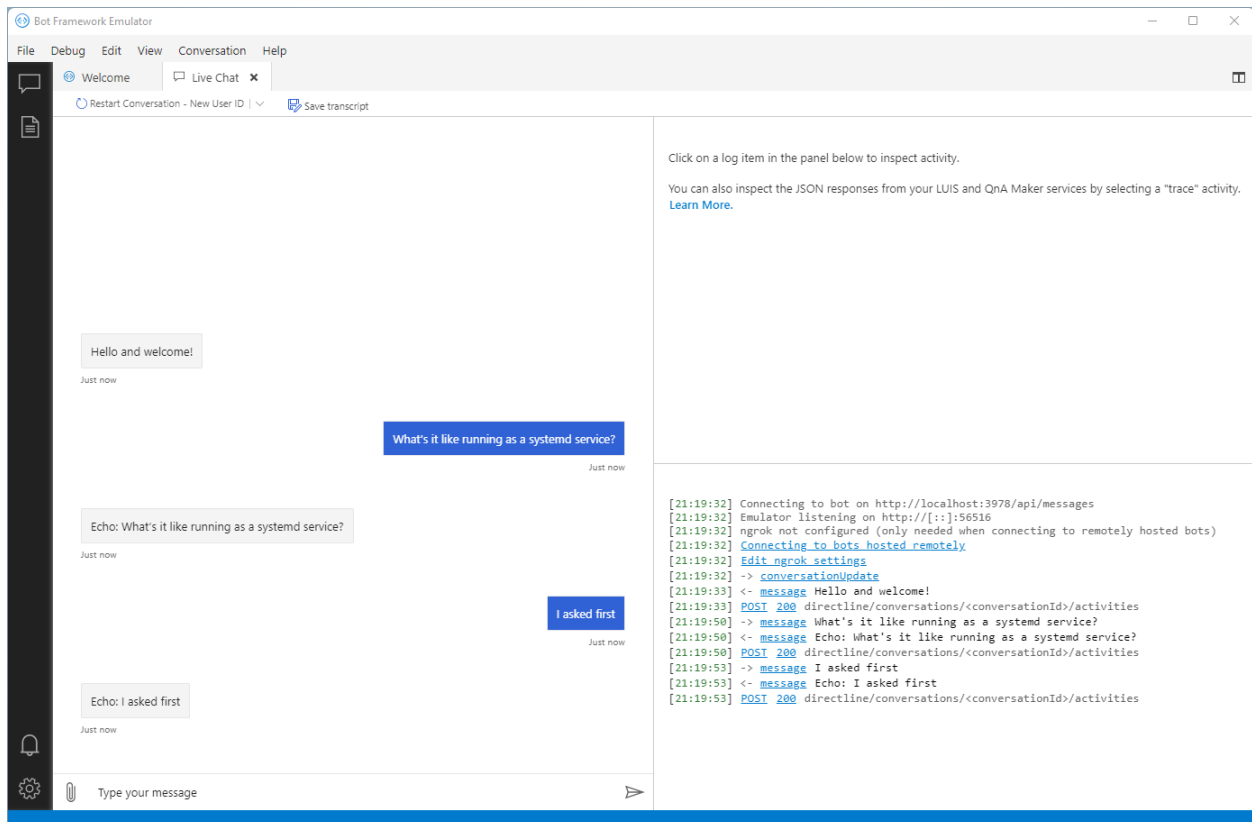 Bot Framework Emulator
File Debug Edit View Conversation Help
Welcome
Live Chat
Restart Conversation - New User ID
Save transcript
Hello and welcome!
Just now
What's it like running as a systemd service?
Just now
Echo: What's it like running as a systemd service?
Just now
I asked first
Just now
Echo: I asked first
Just now
Type your message
Click on a log item in the panel below to inspect activity.
You can also inspect the JSON responses from your LUIS and QnA Maker services by selecting a "trace" activity.
Learn More.
[21:19:32] Connecting to bot on http://localhost:3978/api/messages
[21:19:32] Emulator listening on http://[::]:56516
[21:19:32] ngrok not configured (only needed when connecting to remotely hosted bots)
[21:19:32] Connecting to bots hosted remotely
[21:19:32] Edit ngrok settings
[21:19:32] -> conversationUpdate
[21:19:33] <- message Hello and welcome!
[21:19:33] POST 200 directline/conversations/<conversationId>/activities
[21:19:50] -> message What's it like running as a systemd service?
[21:19:50] <- message Echo: What's it like running as a systemd service?
[21:19:50] POST 200 directline/conversations/<conversationId>/activities
[21:19:53] -> message I asked first
[21:19:53] <- message Echo: I asked first
[21:19:53] POST 200 directline/conversations/<conversationId>/activities